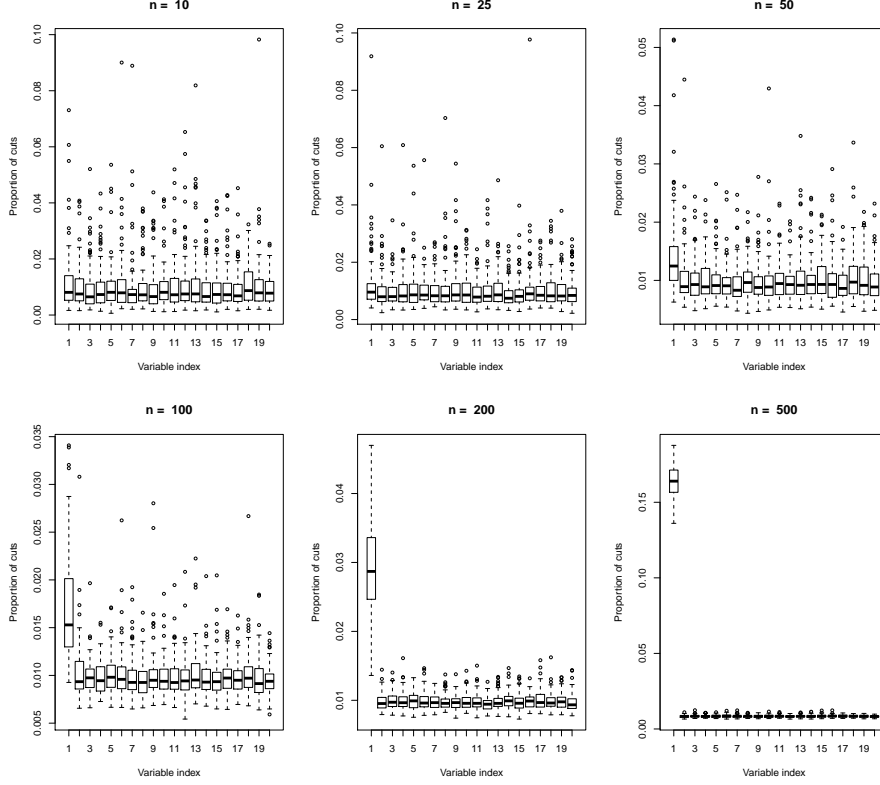 n = 10
Proportion of cuts
0.00 0.02 0.04 0.06 0.08 0.10
1 3 5 7 9 11 13 15 17 19
Variable index
n = 25
Proportion of cuts
0.00 0.02 0.04 0.06 0.08 0.10
1 3 5 7 9 11 13 15 17 19
Variable index
n = 50
Proportion of cuts
0.01 0.02 0.03 0.04 0.05
1 3 5 7 9 11 13 15 17 19
Variable index
n = 100
Proportion of cuts
0.005 0.010 0.015 0.020 0.025 0.030 0.035
1 3 5 7 9 11 13 15 17 19
Variable index
n = 200
Proportion of cuts
0.01 0.02 0.03 0.04
1 3 5 7 9 11 13 15 17 19
Variable index
n = 500
Proportion of cuts
0.00 0.05 0.10 0.15
1 3 5 7 9 11 13 15 17 19
Variable index